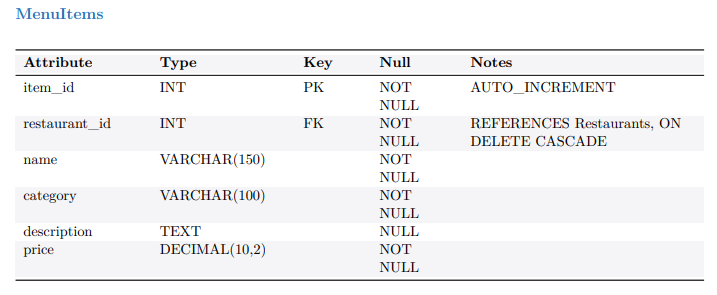 MenuItems
Attribute Type Key Null Notes
item_id INT PK NOT AUTO_INCREMENT
NULL
restaurant_id INT FK NOT REFERENCES Restaurants, ON
NULL DELETE CASCADE
name VARCHAR(150) NOT
NULL
category VARCHAR(100) NOT
NULL
description TEXT NULL
price DECIMAL(10,2) NOT
NULL